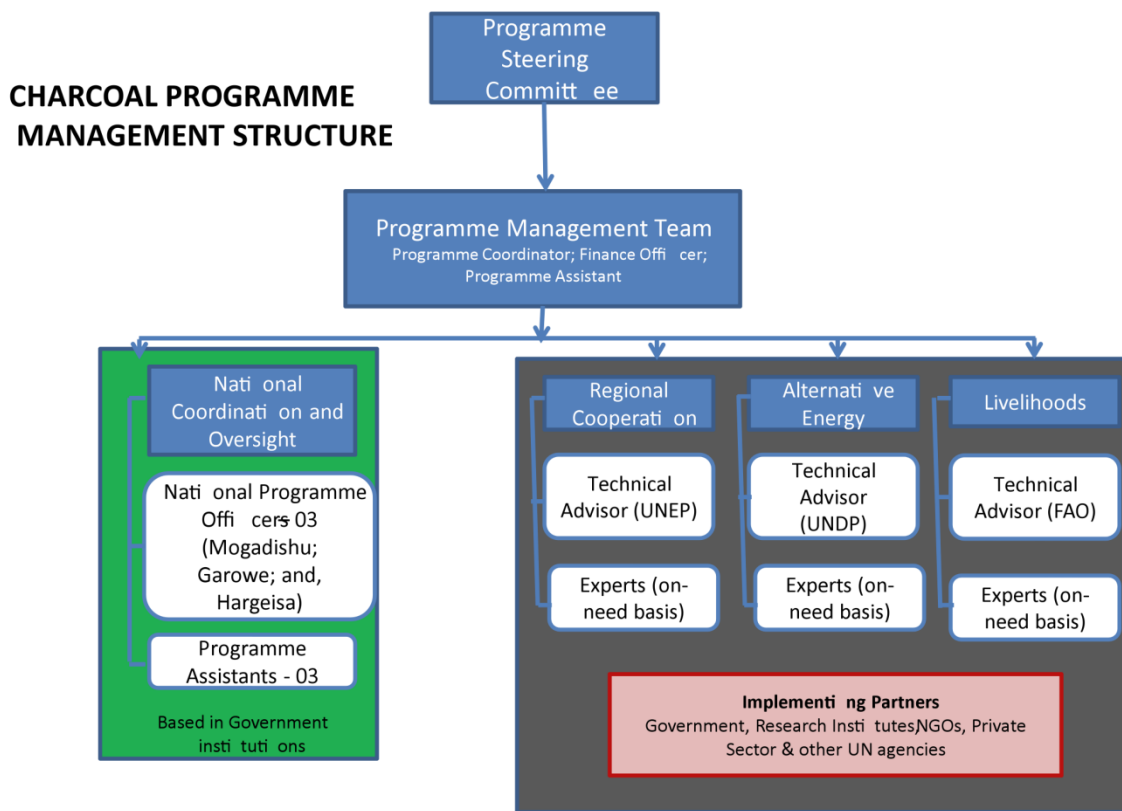 Programme
Steering
Committ ee
CHARCOAL PROGRAMME
MANAGEMENT STRUCTURE
Programme Management Team
Programme Coordinator; Finance Offi cer;
Programme Assistant
Nati onal
Coordinati on and
Oversight
Nati onal Programme
Offi cers 03
(Mogadishu;
Garowe; and,
Hargeisa)
Programme
Assistants - 03
Based in Government
insti tuti ons
Regional
Cooperati on
Technical
Advisor (UNEP)
Experts (on-
need basis)
Alternati ve
Energy
Technical
Advisor
(UNDP)
Experts (on-
need basis)
Livelihoods
Technical
Advisor (FAO)
Experts (on-
need basis)
Implementi ng Partners
Government, Research Insti tutes,NGOs, Private
Sector & other UN agencies